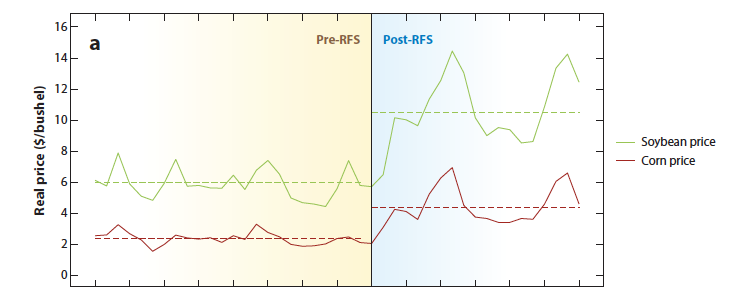 a
Pre-RFS
Post-RFS
Real price ($/bushel)
16
14
12
10
8
6
4
2
0
Soybean price
Corn price